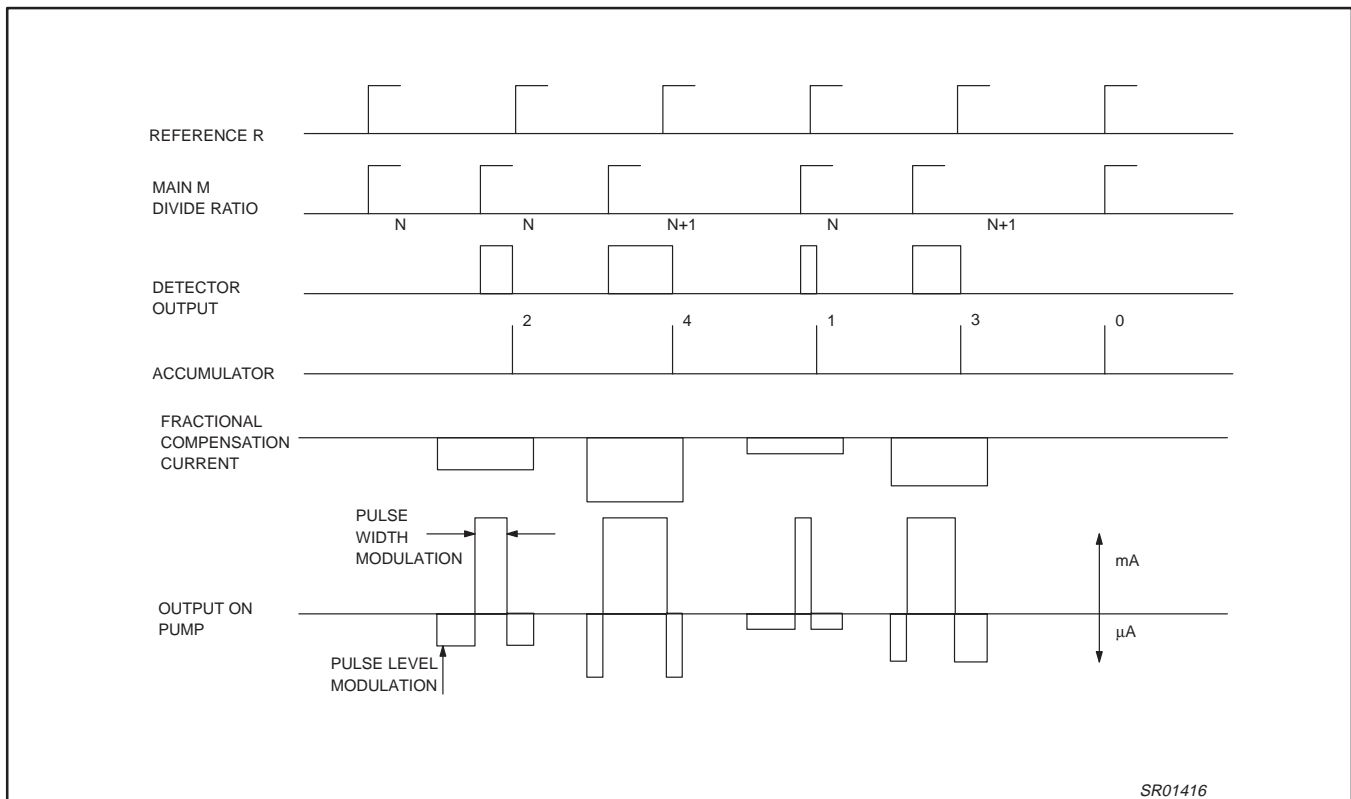 REFERENCE R
MAIN M
DIVIDE RATIO
N
N
N+1
N
N+1
DETECTOR
OUTPUT
2
4
1
3
0
ACCUMULATOR
FRACTIONAL
COMPENSATION
CURRENT
PULSE
WIDTH
MODULATION
mA
OUTPUT ON
PUMP
µA
PULSE LEVEL
MODULATION
SR01416